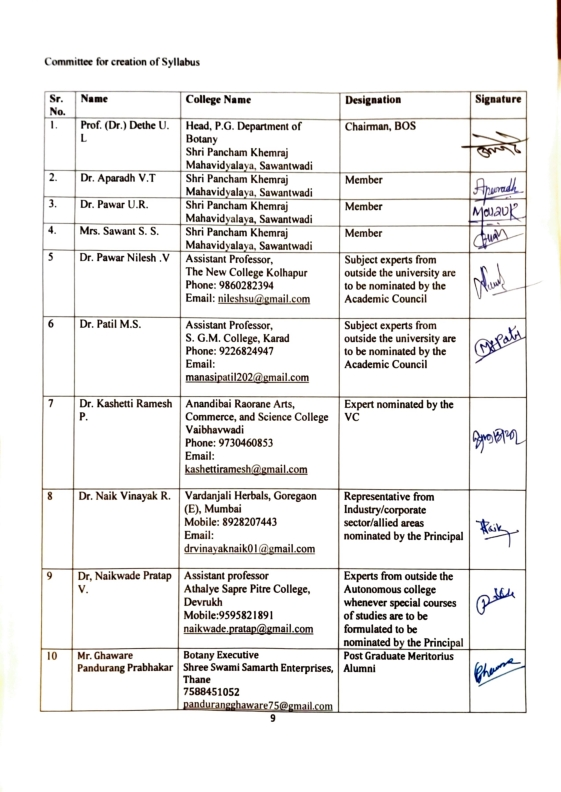 Committee for creation of Syllabus
Sr. No. Name College Name Designation Signature
1. Prof. (Dr.) Dethe U. L Head, P.G. Department of Chairman, BOS
Botany
Shri Pancham Khemraj
Mahavidyalaya, Sawantwadi
2. Dr. Aparadh V.T Shri Pancham Khemraj Member
Mahavidyalaya, Sawantwadi
Aparadh
3. Dr. Pawar U.R. Shri Pancham Khemraj Member
Mahavidyalaya, Sawantwadi
4. Mrs. Sawant S. S. Shri Pancham Khemraj Member
Mahavidyalaya, Sawantwadi
5 Dr. Pawar Nilesh .V Assistant Professor, Subject experts from
The New College Kolhapur outside the university are
Phone: 9860282394 to be nominated by the
Email: nileshsu@gmail.com Academic Council
6 Dr. Patil M.S. Assistant Professor, Subject experts from
S. G.M. College, Karad outside the university are
Phone: 9226824947 to be nominated by the
Email: Academic Council
manasipatil202@gmail.com
MSPatil
7 Dr. Kashetti Ramesh P. Anandibai Raorane Arts, Expert nominated by the
Commerce, and Science College VC
Vaibhavwadi
Phone: 9730460853
Email:
kashettiramesh@gmail.com
8 Dr. Naik Vinayak R. Vardanjali Herbals, Goregaon Representative from
(E), Mumbai Industry/corporate
Mobile: 8928207443 sector/allied areas
Email: nominated by the Principal
drvinayaknaik01@gmail.com
Naik
9 Dr, Naikwade Pratap V. Assistant professor Experts from outside the
Athalye Sapre Pitre College, Autonomous college
Devrukh whenever special courses
Mobile:9595821891 of studies are to be
naikwade.pratap@gmail.com formulated to be
nominated by the Principal
10 Mr. Ghaware Botany Executive Post Graduate Meritorius
Pandurang Prabhakar Shree Swami Samarth Enterprises, Alumni
Thane
7588451052
pandurangghaware75@gmail.com
9